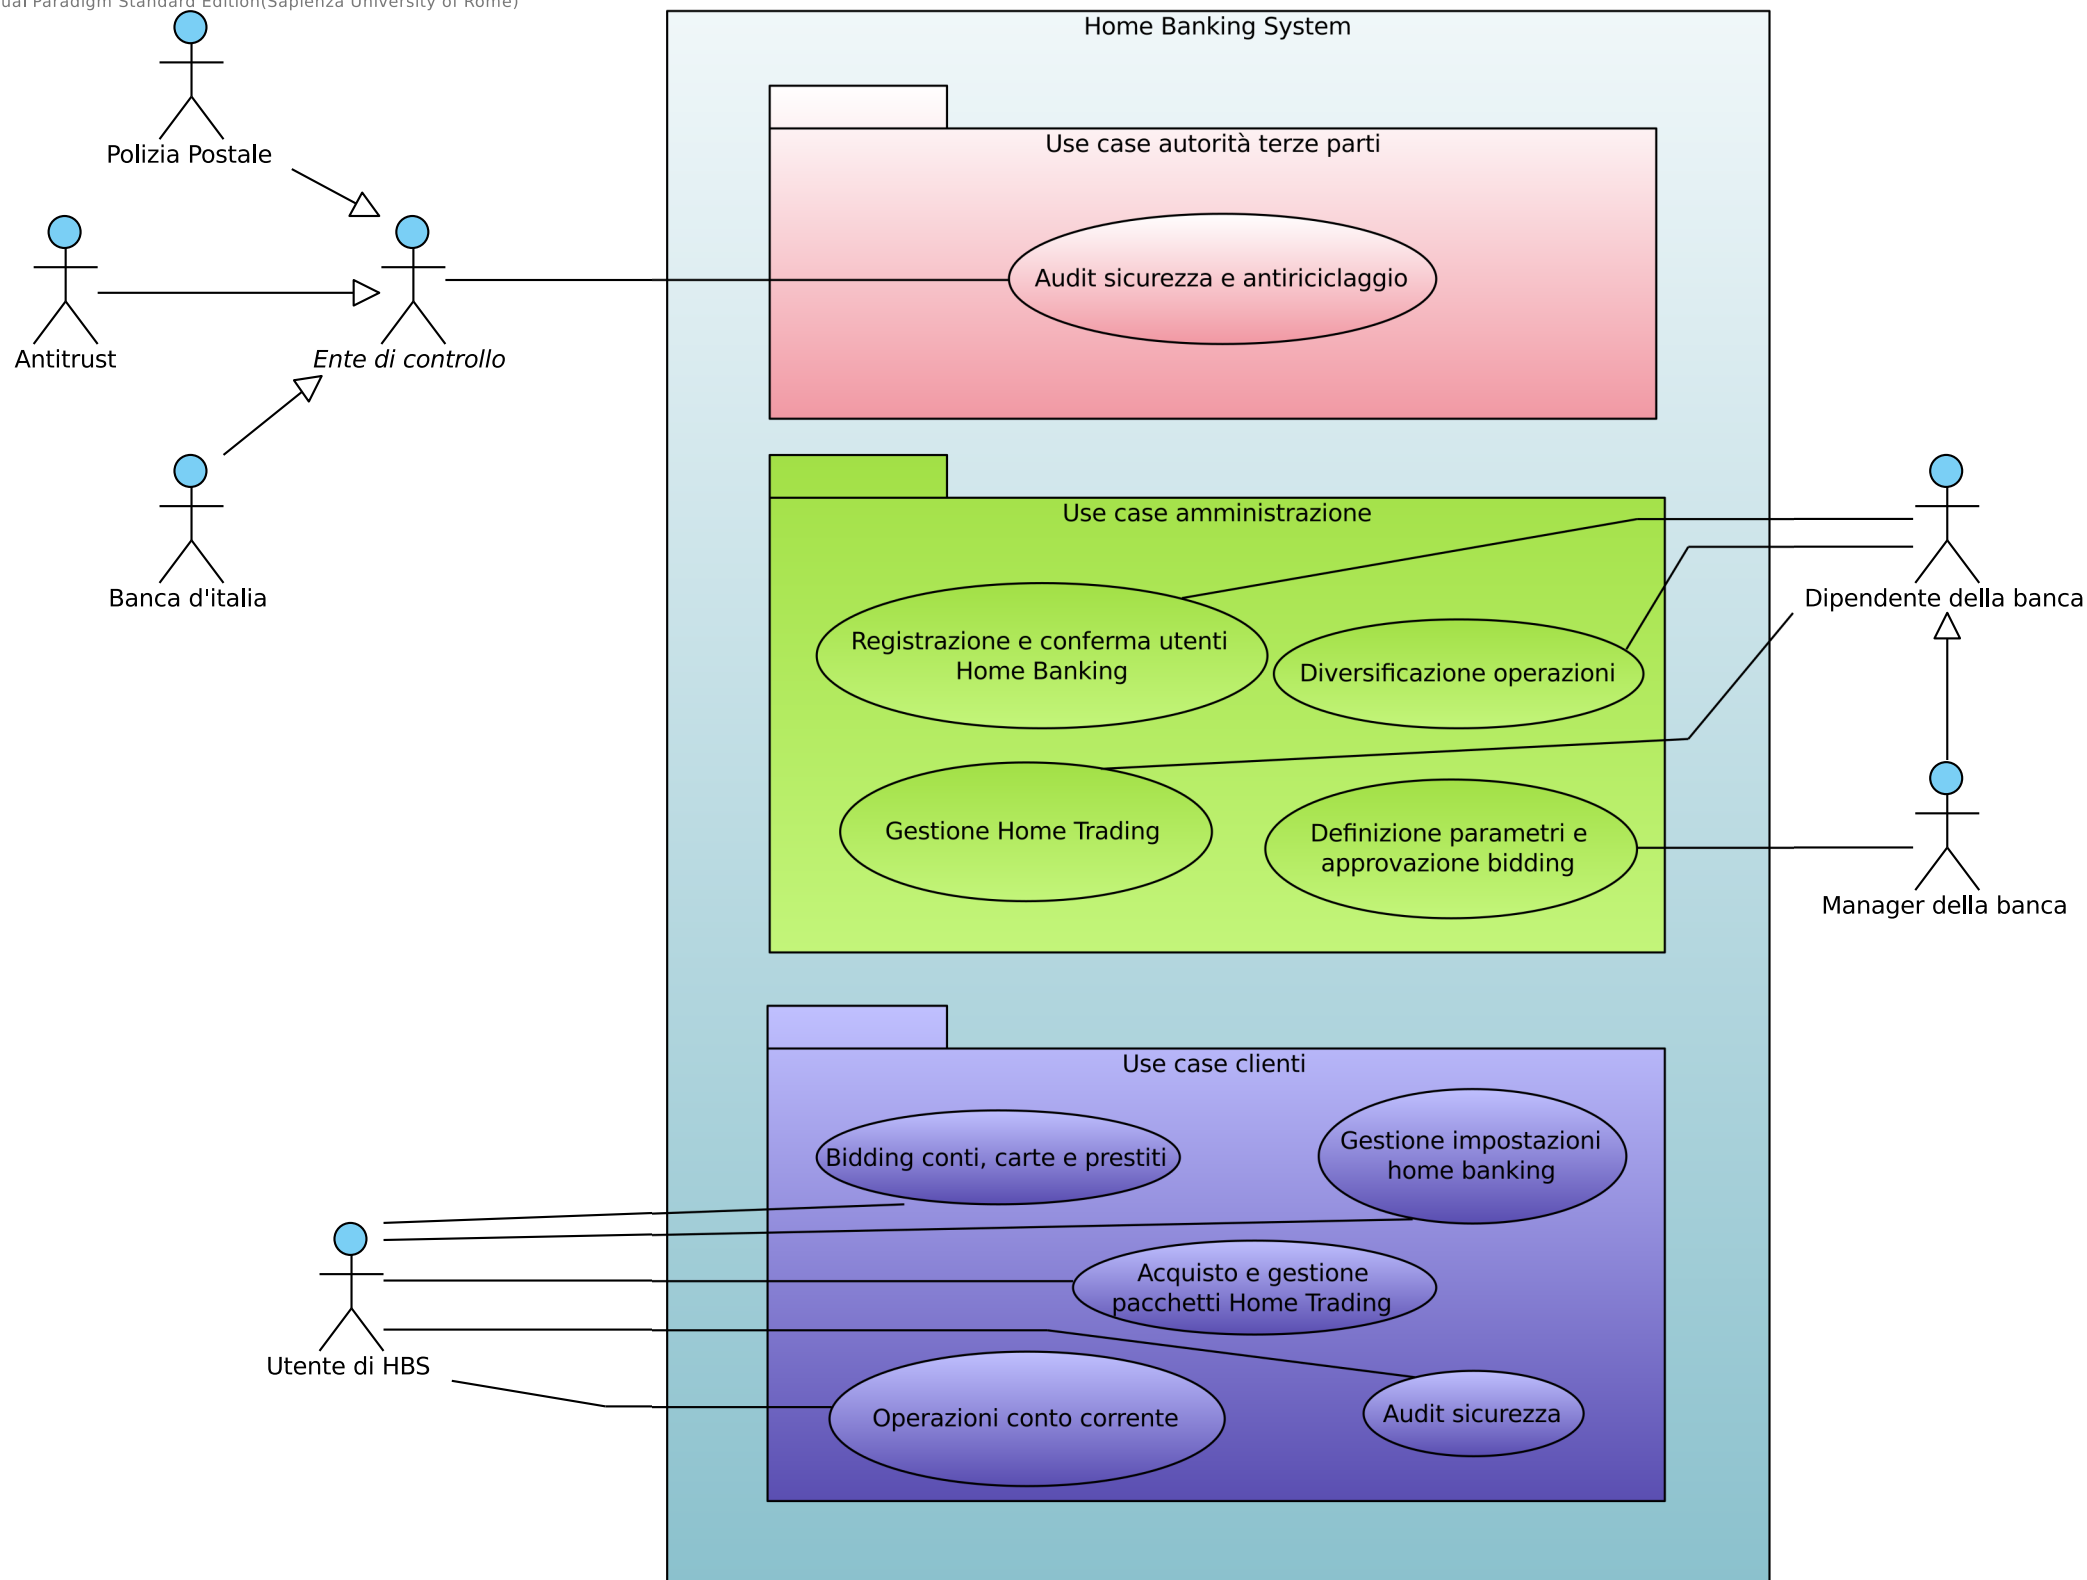 ual Paradigm Standard Edition(Sapienza University of Rome)
Home Banking System
Polizia Postale
Use case autorità terze parti
Audit sicurezza e antiriciclaggio
Antitrust
Ente di controllo
Banca d'italia
Use case amministrazione
Dipendente della banca
Registrazione e conferma utenti
Home Banking
Diversificazione operazioni
Gestione Home Trading
Definizione parametri e
approvazione bidding
Manager della banca
Use case clienti
Bidding conti, carte e prestiti
Gestione impostazioni
home banking
Acquisto e gestione
pacchetti Home Trading
Utente di HBS
Operazioni conto corrente
Audit sicurezza